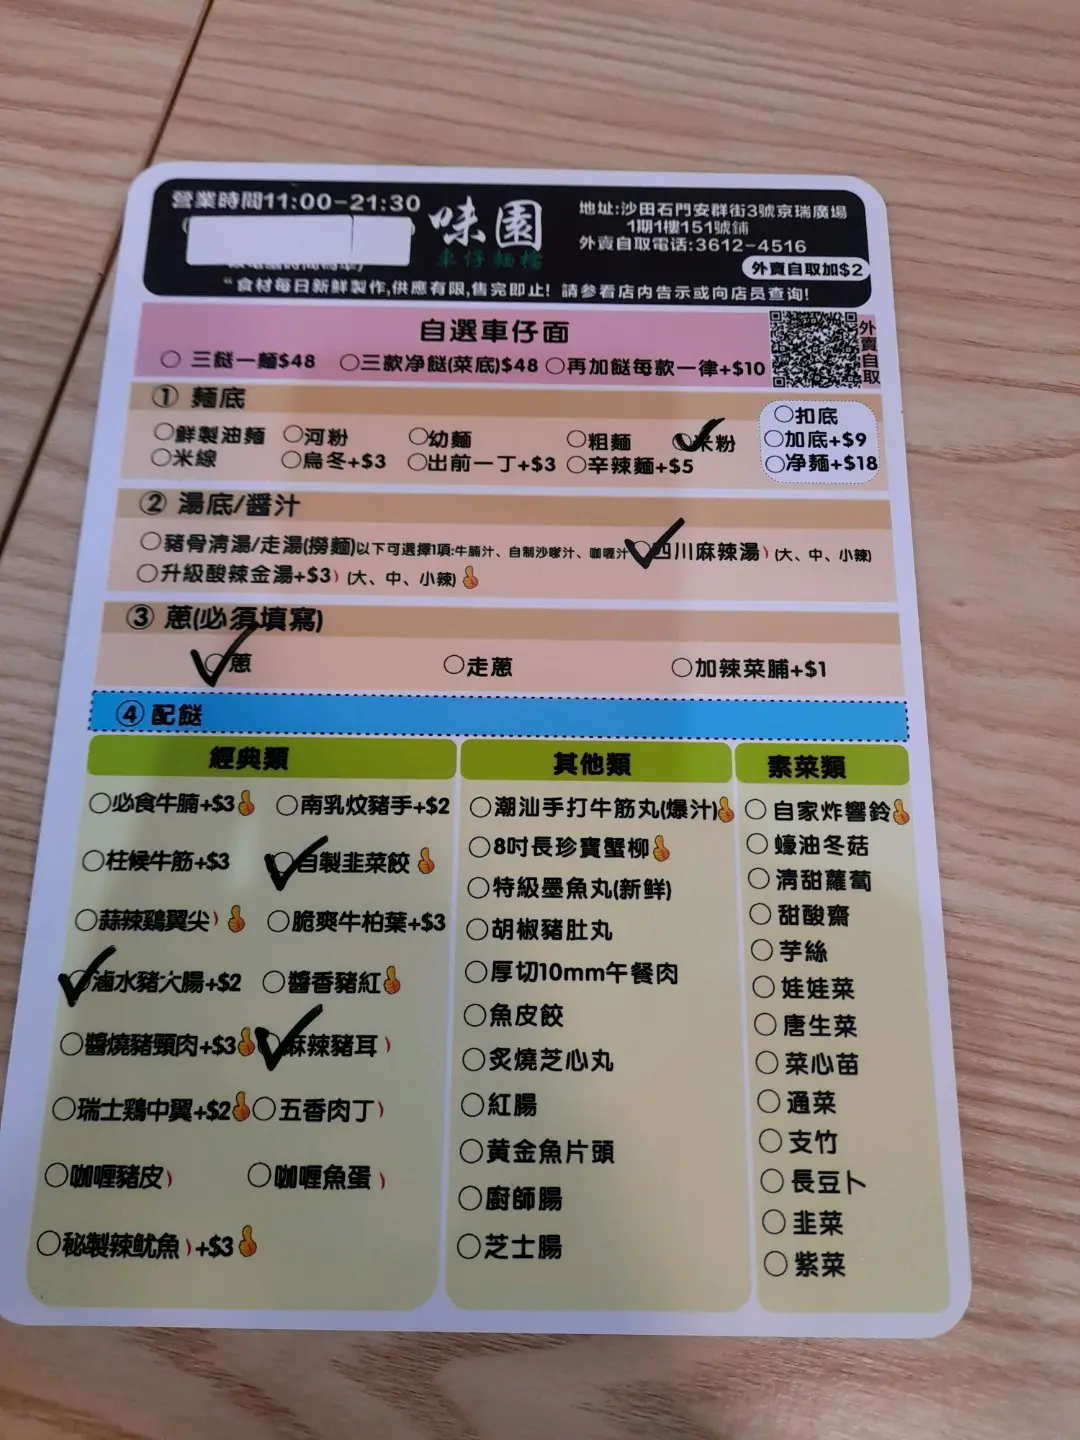 營業時間11:00-21:30
味園
車仔麵檔
地址:沙田石門安群街3號京瑞廣場
1期1樓151號鋪
外賣自取電话:3612-4516
外賣自取加$2
“食材每日新鮮製作,供應有限,售完即止! 請參看店内告示或向店员查询!
自選車仔面
三餸一麵$48 三款净餸(菜底)$48 再加餸每款一律+$10
外賣自取
① 麵底
鮮製油麵 河粉 幼麵 粗麵 米粉
米線 烏冬+$3 出前一丁+$3 辛辣麵+$5
扣底
加底+$9
净麵+$18
② 湯底/醬汁
豬骨清湯/走湯(撈麵)以下可選擇1項:牛腩汁、自制沙嗲汁、咖喱汁 四川麻辣湯 (大、中、小辣)
升級酸辣金湯+$3 (大、中、小辣)
③ 蔥(必須填寫)
蔥 走蔥 加辣菜脯+$1
④ 配餸
經典類
必食牛腩+$3 南乳炆豬手+$2
柱候牛筋+$3 自製韭菜餃
蒜辣鷄翼尖 脆爽牛柏葉+$3
滷水豬大腸+$2 醬香豬紅
醬燒豬頸肉+$3 麻辣豬耳
瑞士鷄中翼+$2 五香肉丁
咖喱豬皮 咖喱魚蛋
秘製辣魷魚 +$3
其他類
潮汕手打牛筋丸(爆汁)
8吋長珍寶蟹柳
特級墨魚丸(新鮮)
胡椒豬肚丸
厚切10mm午餐肉
魚皮餃
炙燒芝心丸
紅腸
黄金魚片頭
廚師腸
芝士腸
素菜類
自家炸響鈴
蠔油冬菇
清甜蘿蔔
甜酸齋
芋絲
娃娃菜
唐生菜
菜心苗
通菜
支竹
長豆卜
韭菜
紫菜